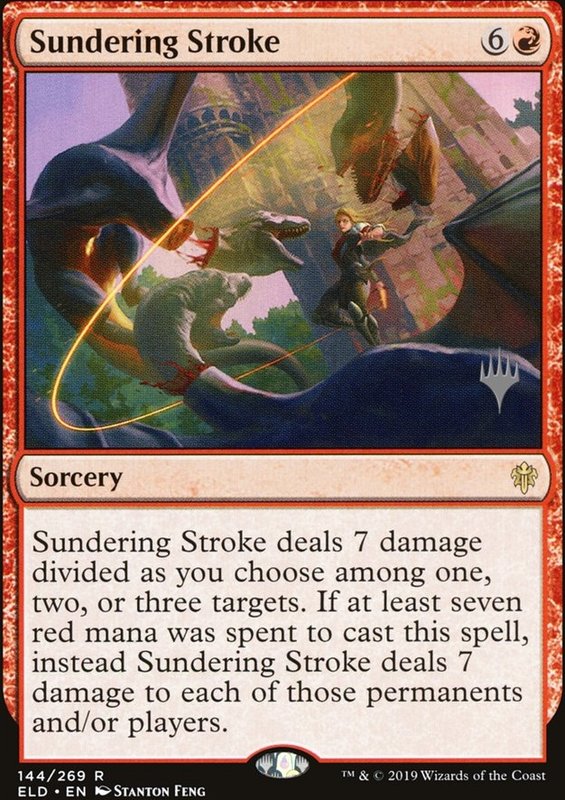 Sundering Stroke 6
Sorcery
Sundering Stroke deals 7 damage
divided as you choose among one,
two, or three targets. If at least seven
red mana was spent to cast this spell,
instead Sundering Stroke deals 7
damage to each of those permanents
and/or players.
144/269 R
ELD • EN Stanton Feng
™ & © 2019 Wizards of the Coast